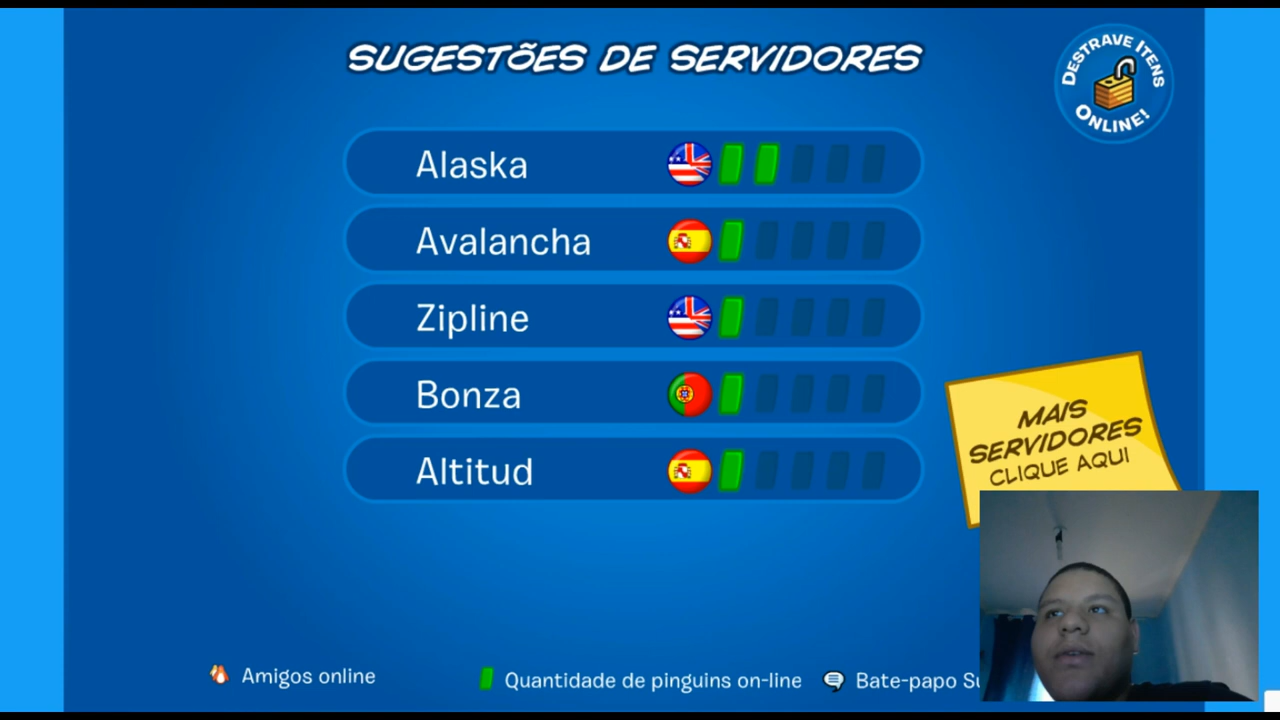 SUGESTÕES DE SERVIDORES
DESTRAVE ITENS
ONLINE!
Alaska
Avalancha
Zipline
Bonza
Altitud
MAIS
SERVIDORES
CLIQUE AQUI
Amigos online
Quantidade de pinguins on-line
Bate-papo